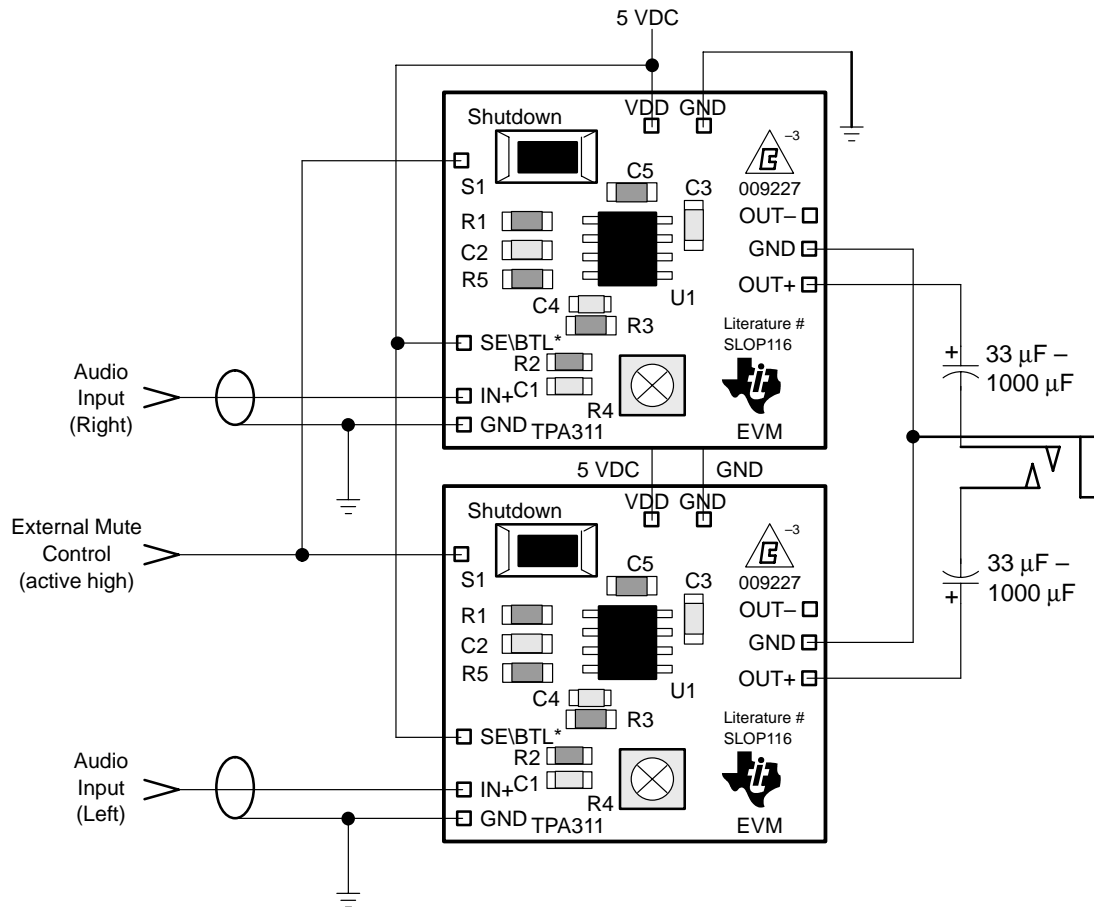 5 VDC
VDD GND
Shutdown
–3
S1
C5
C3
009227
R1
OUT–
C2
GND
R5
OUT+
U1
C4
R3
Literature #
SLOP116
SE\BTL*
R2
33 µF –
1000 µF
Audio
Input
(Right)
IN+
C1
R4
GND
TPA311
EVM
+
5 VDC
GND
VDD GND
Shutdown
–3
External Mute
Control
(active high)
S1
C5
C3
009227
33 µF –
1000 µF
+
R1
OUT–
C2
GND
R5
OUT+
U1
C4
R3
Literature #
SLOP116
SE\BTL*
R2
Audio
Input
(Left)
IN+
C1
R4
GND
TPA311
EVM